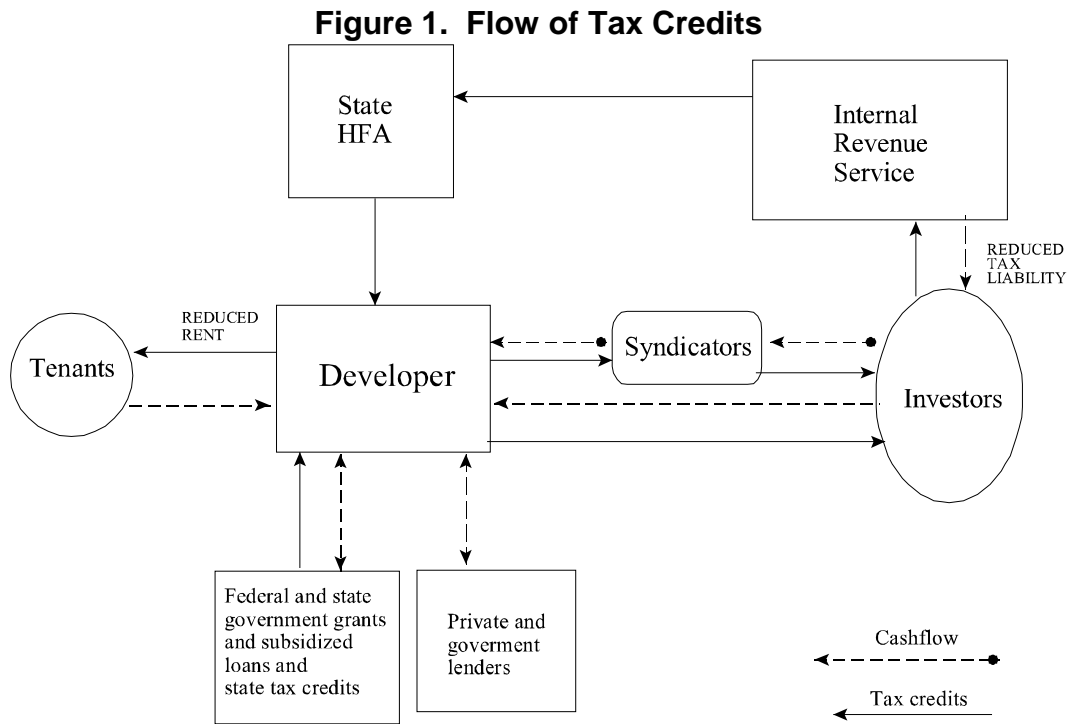 Figure 1. Flow of Tax Credits
State
HFA
Internal
Revenue
Service
REDUCED
TAX
LIABILITY
REDUCED
RENT
Tenants
Developer
Syndicators
Investors
Federal and state
government grants
and subsidized
loans and
state tax credits
Private and
goverment
lenders
Cashflow
Tax credits